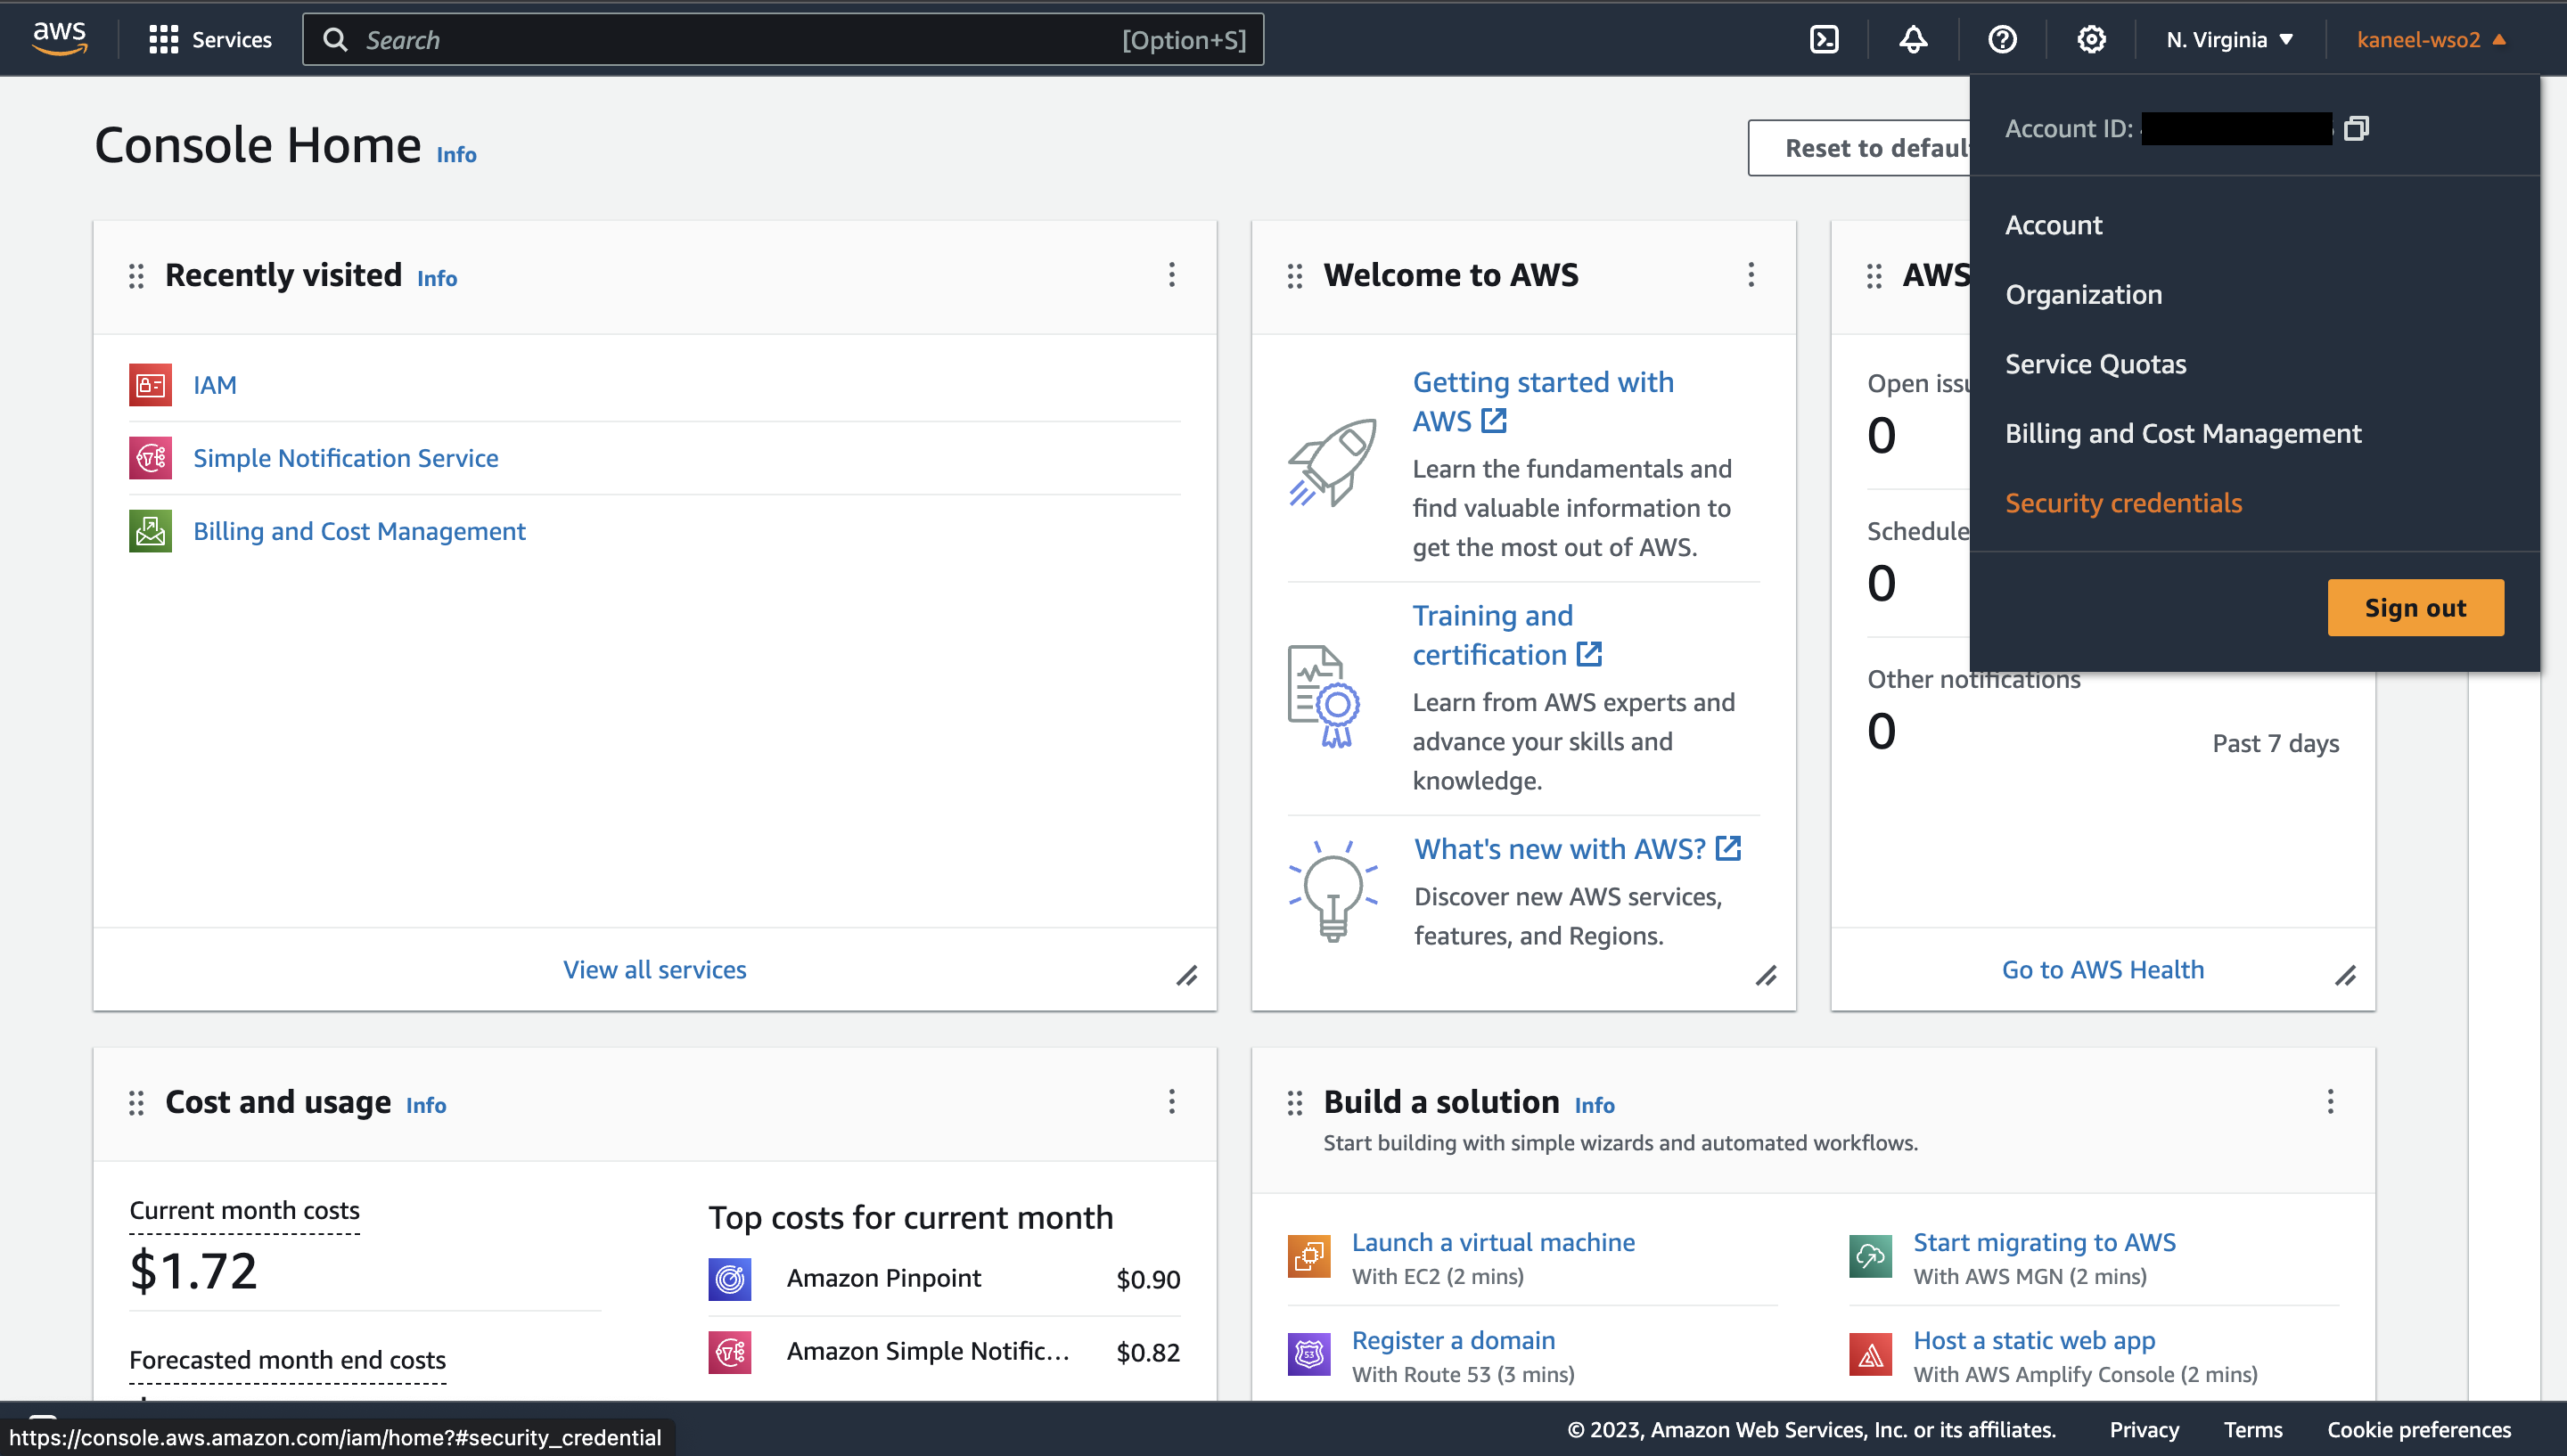 aws
Services
Search
[Option+S]
N. Virginia
kaneel-wso2
Account ID:
Account
Organization
Service Quotas
Billing and Cost Management
Security credentials
Sign out
Console Home Info
Reset to defaul
Recently visited Info
IAM
Simple Notification Service
Billing and Cost Management
View all services
Welcome to AWS
Getting started with
AWS
Learn the fundamentals and
find valuable information to
get the most out of AWS.
Training and
certification
Learn from AWS experts and
advance your skills and
knowledge.
What's new with AWS?
Discover new AWS services,
features, and Regions.
AWS
Open issu
0
Schedule
0
Other notifications
0
Past 7 days
Go to AWS Health
Cost and usage Info
Current month costs
$1.72
Forecasted month end costs
Top costs for current month
Amazon Pinpoint $0.90
Amazon Simple Notific... $0.82
Build a solution Info
Start building with simple wizards and automated workflows.
Launch a virtual machine
With EC2 (2 mins)
Start migrating to AWS
With AWS MGN (2 mins)
Register a domain
With Route 53 (3 mins)
53
Host a static web app
With AWS Amplify Console (2 mins)
https://console.aws.amazon.com/iam/home?#security_credential
© 2023, Amazon Web Services, Inc. or its affiliates.
Privacy
Terms
Cookie preferences